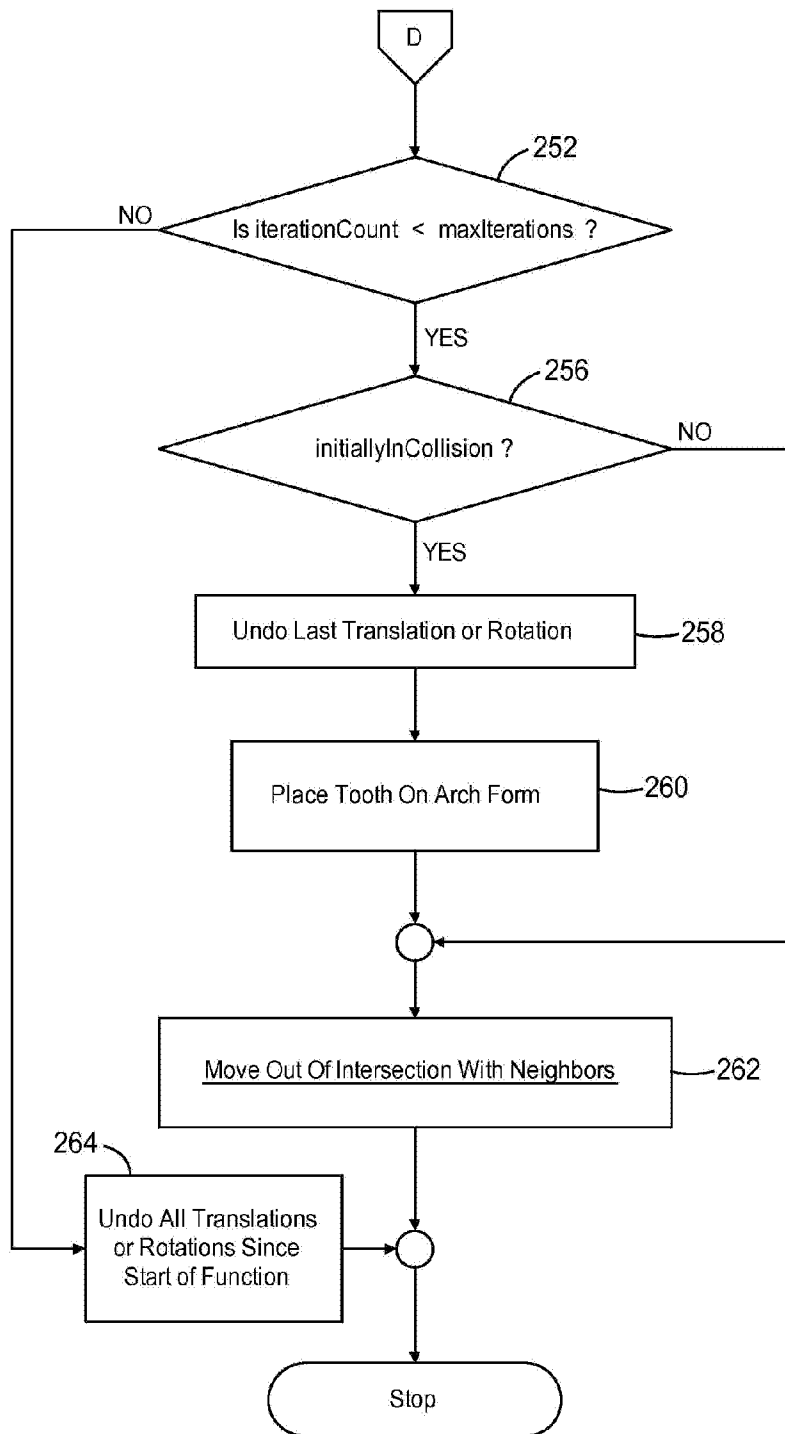 D
252
NO
Is iterationCount < maxIterations ?
YES
256
NO
initiallyInCollision ?
YES
Undo Last Translation or Rotation
258
Place Tooth On Arch Form
260
Move Out Of Intersection With Neighbors
262
264
Undo All Translations
or Rotations Since
Start of Function
Stop